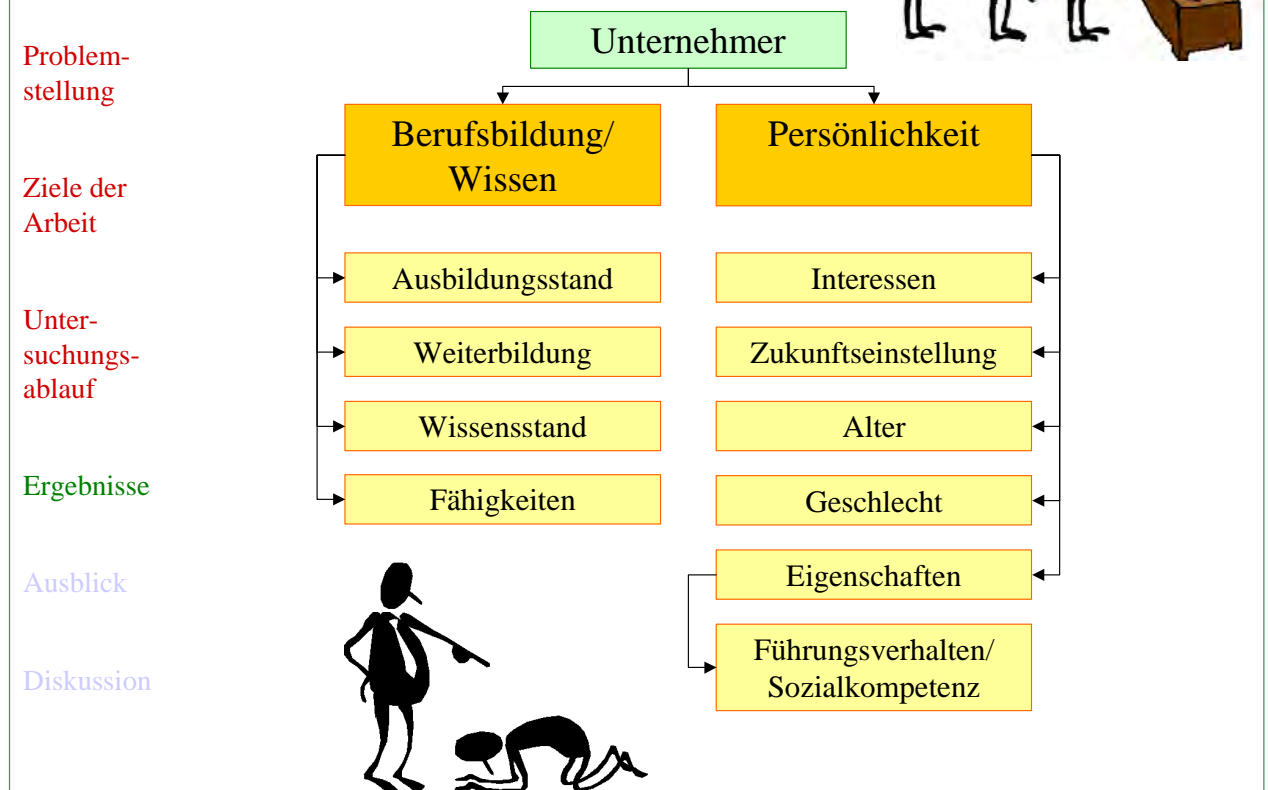 Problem-
stellung
Ziele der
Arbeit
Unter-
suchungs-
ablauf
Ergebnisse
Ausblick
Diskussion
Unternehmer
Berufsbildung/
Wissen
Ausbildungsstand
Weiterbildung
Wissensstand
Fähigkeiten
Persönlichkeit
Interessen
Zukunftseinstellung
Alter
Geschlecht
Eigenschaften
Führungsverhalten/
Sozialkompetenz